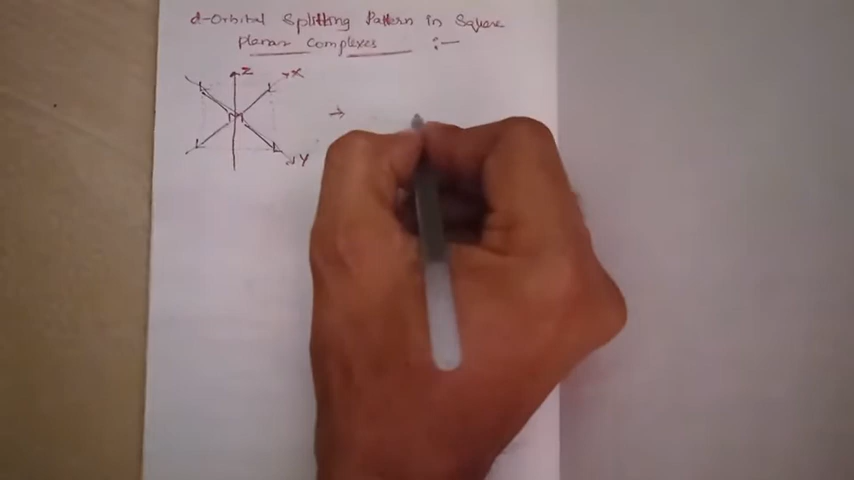 d-Orbital Splitting Pattern in Square
Planar Complexes :-
Z
X
L
M
→
L
L
L
Y